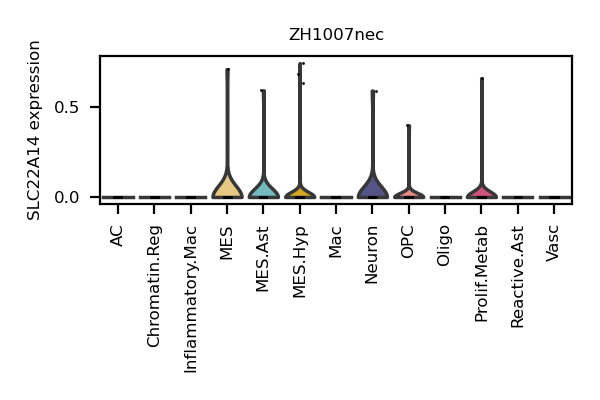 ZH1007nec
SLC22A14 expression
0.5
0.0
AC
Chromatin.Reg
Inflammatory.Mac
MES
MES.Ast
MES.Hyp
Mac
Neuron
OPC
Oligo
Prolif.Metab
Reactive.Ast
Vasc